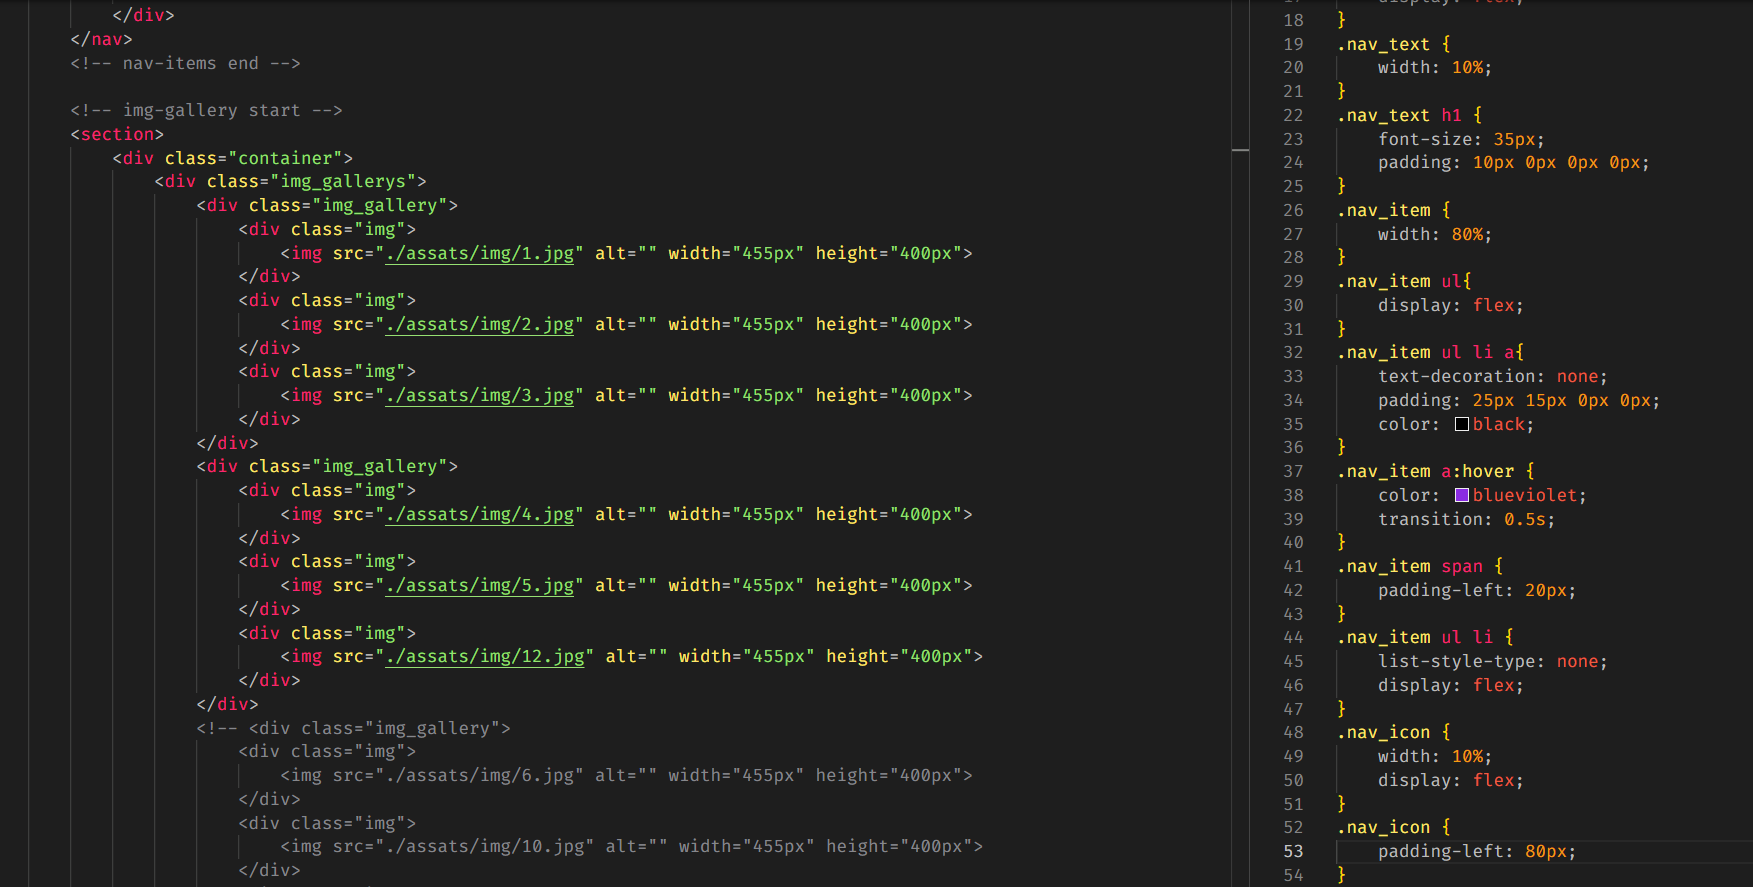 </div>
</nav>
<!-- nav-items end -->
<!-- img-gallery start -->
<section>
<div class="container">
<div class="img_gallerys">
<div class="img_gallery">
<div class="img">
<img src="./assets/img/1.jpg" alt="" width="455px" height="400px">
</div>
<div class="img">
<img src="./assets/img/2.jpg" alt="" width="455px" height="400px">
</div>
<div class="img">
<img src="./assets/img/3.jpg" alt="" width="455px" height="400px">
</div>
</div>
<div class="img_gallery">
<div class="img">
<img src="./assets/img/4.jpg" alt="" width="455px" height="400px">
</div>
<div class="img">
<img src="./assets/img/5.jpg" alt="" width="455px" height="400px">
</div>
<div class="img">
<img src="./assets/img/12.jpg" alt="" width="455px" height="400px">
</div>
</div>
<!-- <div class="img_gallery">
<div class="img">
<img src="./assets/img/6.jpg" alt="" width="455px" height="400px">
</div>
<div class="img">
<img src="./assets/img/10.jpg" alt="" width="455px" height="400px">
</div>
17 display: flex;
18 }
19 .nav_text {
20 width: 10%;
21 }
22 .nav_text h1 {
23 font-size: 35px;
24 padding: 10px 0px 0px 0px;
25 }
26 .nav_item {
27 width: 80%;
28 }
29 .nav_item ul{
30 display: flex;
31 }
32 .nav_item ul li a{
33 text-decoration: none;
34 padding: 25px 15px 0px 0px;
35 color: black;
36 }
37 .nav_item a:hover {
38 color: blueviolet;
39 transition: 0.5s;
40 }
41 .nav_item span {
42 padding-left: 20px;
43 }
44 .nav_item ul li {
45 list-style-type: none;
46 display: flex;
47 }
48 .nav_icon {
49 width: 10%;
50 display: flex;
51 }
52 .nav_icon {
53 padding-left: 80px;
54 }